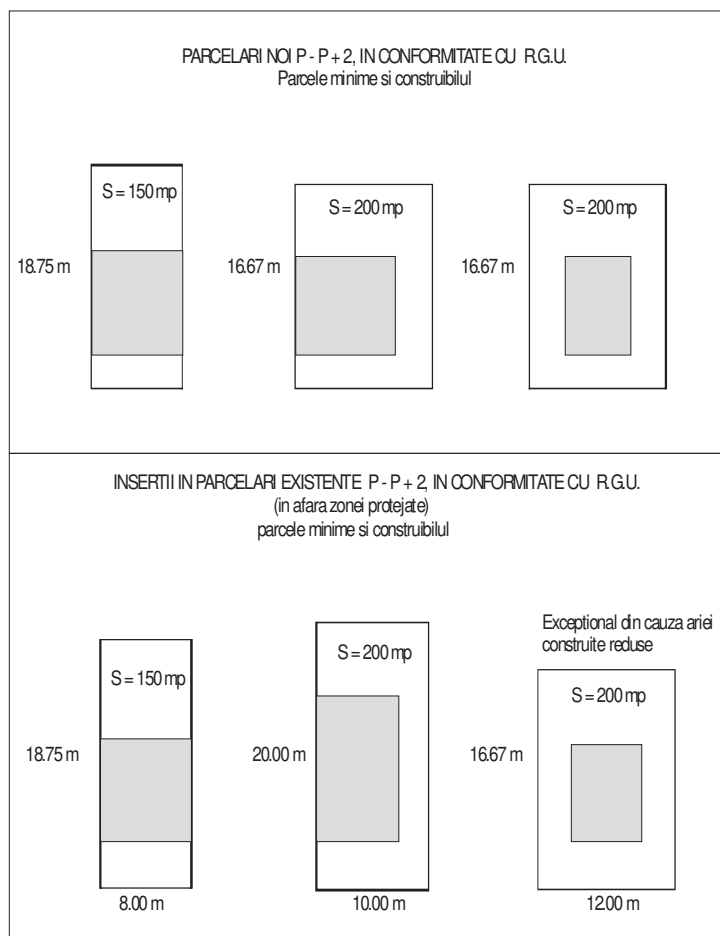 PARCELARI NOI P - P + 2, IN CONFORMITATE CU R.G.U.
Parcele minime si construibilul
S = 150 mp
S = 200 mp
S = 200 mp
18.75 m
16.67 m
16.67 m
INSERTII IN PARCELARI EXISTENTE P - P + 2, IN CONFORMITATE CU R.G.U.
(in afara zonei protejate)
parcele minime si construibilul
Exceptional din cauza ariei
construite reduse
S = 150 mp
S = 200 mp
S = 200 mp
18.75 m
20.00 m
16.67 m
8.00 m
10.00 m
12.00 m